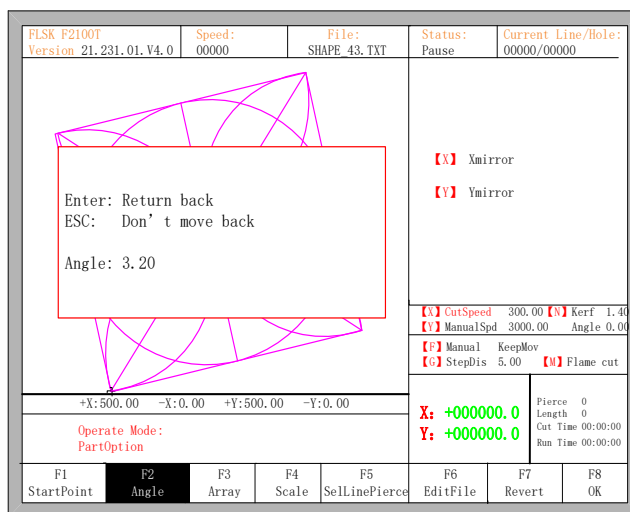 FLSK F2100T Speed: File: Status: Current Line/Hole:
Version 21.231.01.V4.0 00000 SHAPE_43.TXT Pause 00000/00000
【X】 Xmirror
【Y】 Ymirror
Enter: Return back
ESC: Don't move back
Angle: 3.20
【X】CutSpeed 300.00 【N】Kerf 1.40
【Y】ManualSpd 3000.00 Angle 0.00
【F】Manual KeepMov
【G】StepDis 5.00 【M】Flame cut
+X:500.00 -X:0.00 +Y:500.00 -Y:0.00
X: +000000.0
Y: +000000.0
Pierce 0
Length 0
Cut Time 00:00:00
Run Time 00:00:00
Operate Mode:
PartOption
F1 F2 F3 F4 F5 F6 F7 F8
StartPoint Angle Array Scale SelLinePierce EditFile Revert OK